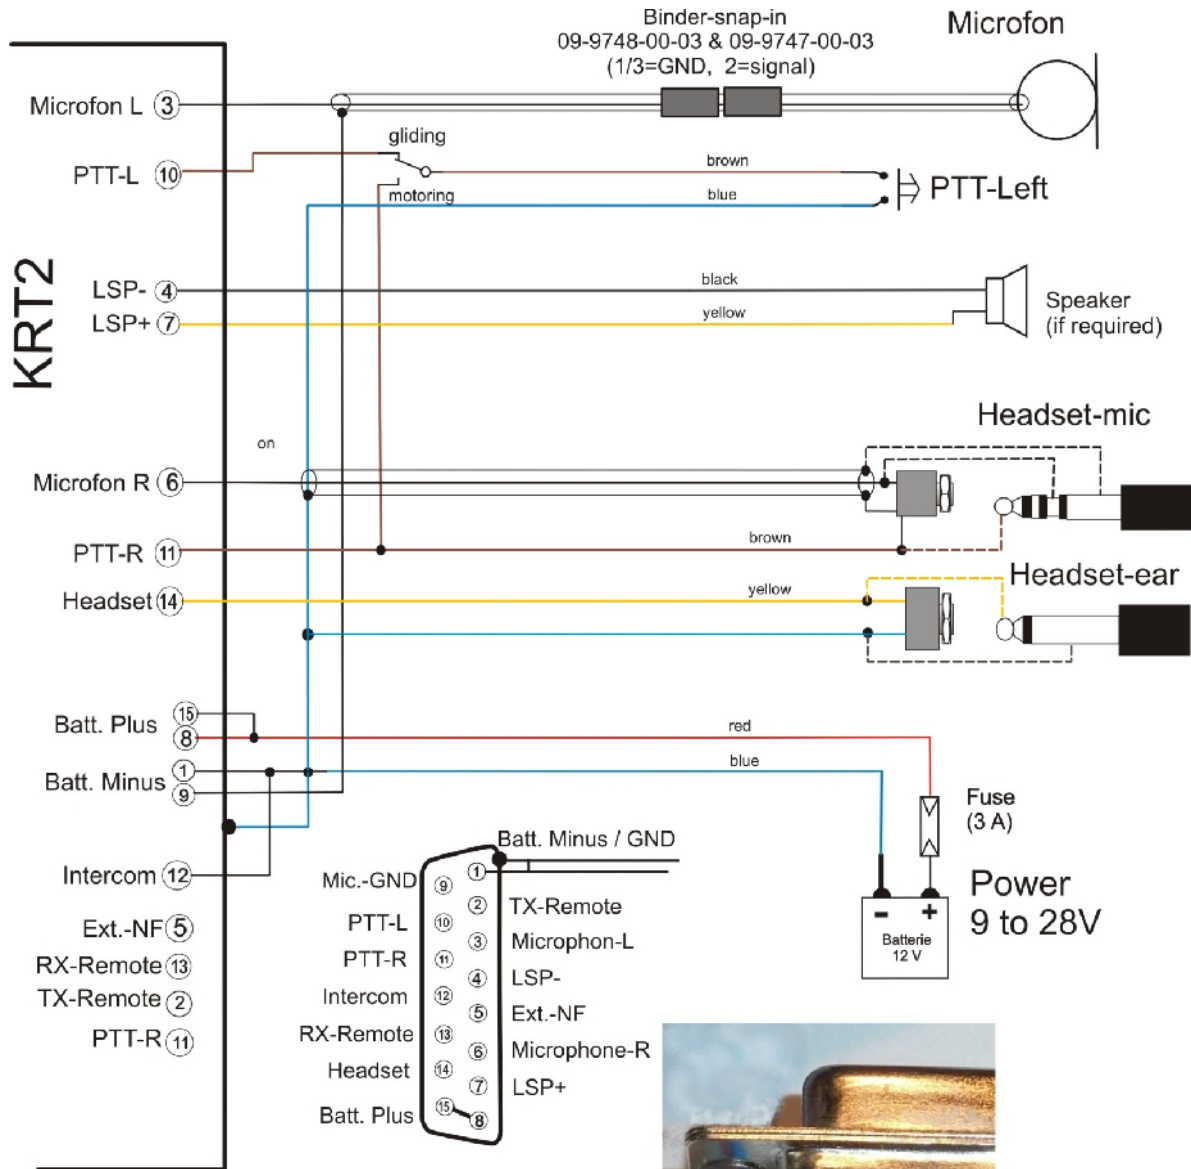 Binder-snap-in
09-9748-00-03 & 09-9747-00-03
(1/3=GND, 2=signal)
Microfon
Microfon L 3
gliding
PTT-L 10
brown
motoring
blue
PTT-Left
KRT2
LSP- 4
black
LSP+ 7
yellow
Speaker
(if required)
Headset-mic
on
Microfon R 6
PTT-R 11
brown
Headset-ear
Headset 14
yellow
Batt. Plus
15
8
red
Batt. Minus
1
9
blue
Fuse
(3 A)
Intercom 12
Power
9 to 28V
- +
Batterie
12 V
Ext.-NF 5
RX-Remote 13
TX-Remote 2
PTT-R 11
Batt. Minus / GND
1
Mic.-GND 9
2 TX-Remote
PTT-L 10
3 Microphon-L
PTT-R 11
4 LSP-
Intercom 12
5 Ext.-NF
RX-Remote 13
6 Microphone-R
Headset 14
7 LSP+
Batt. Plus 15
8